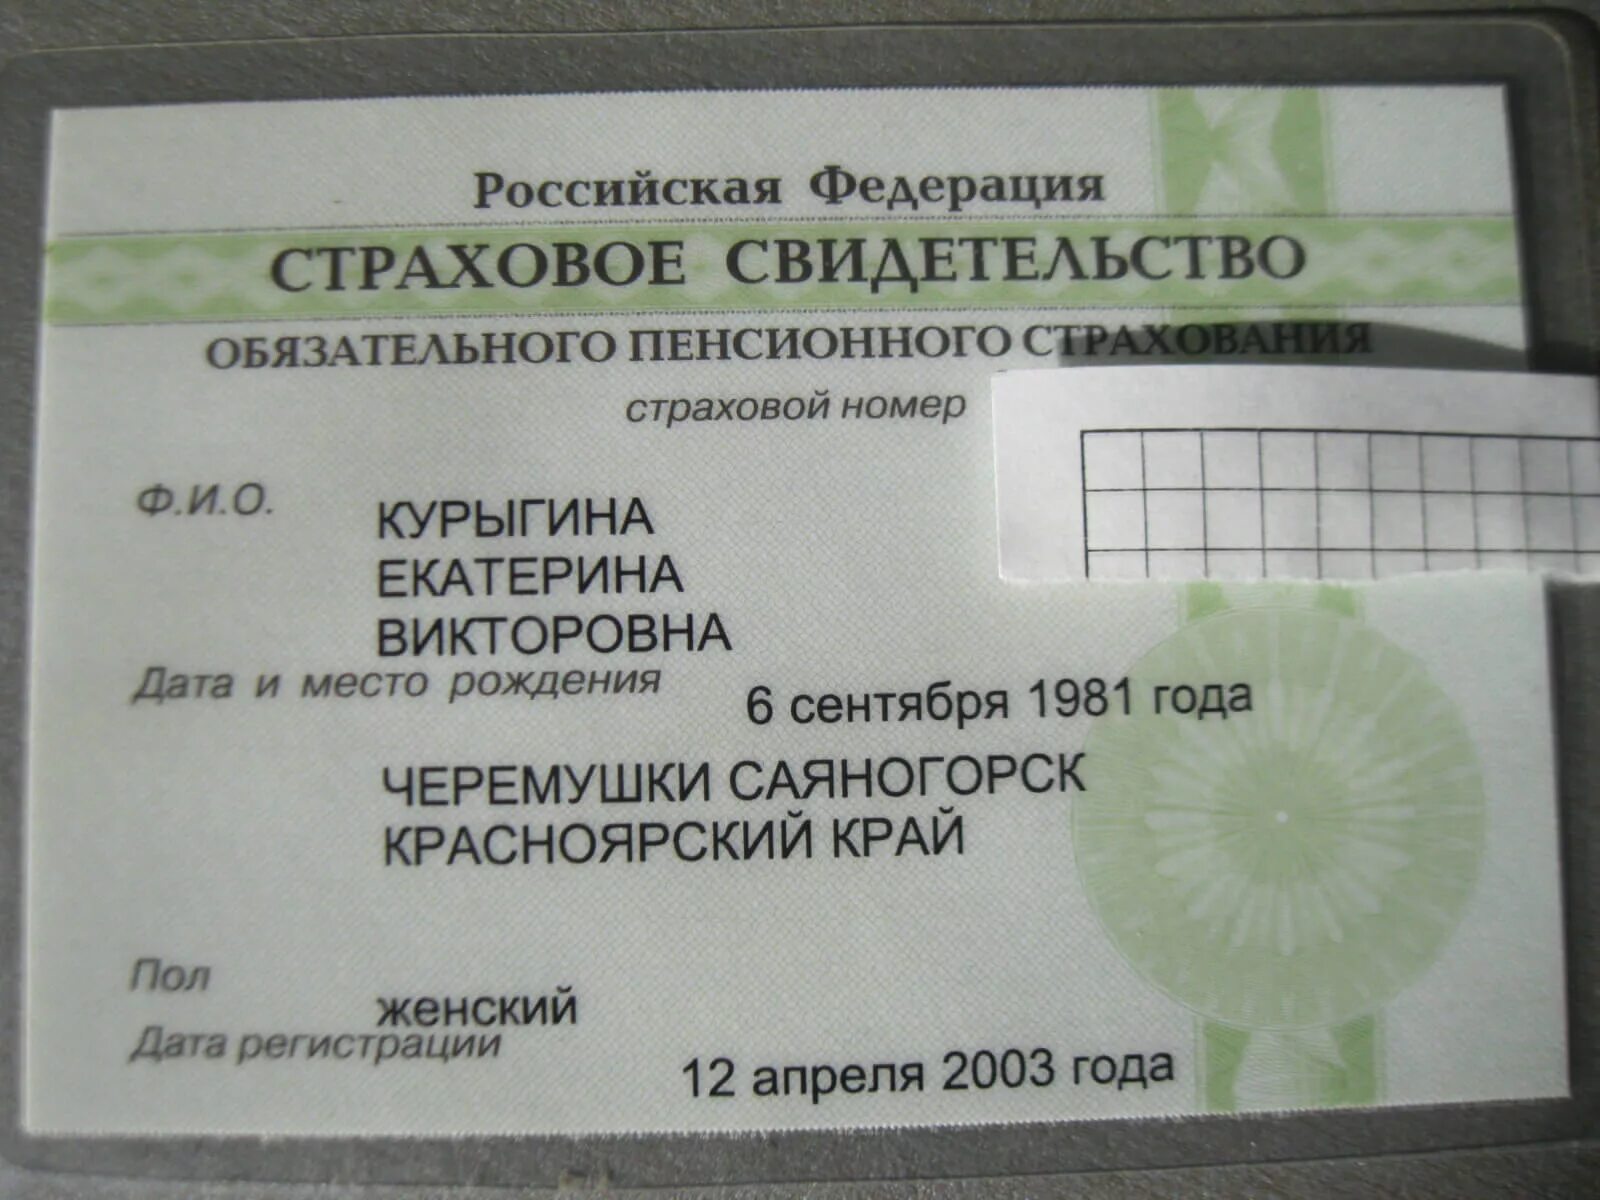 Российская Федерация
СТРАХОВОЕ СВИДЕТЕЛЬСТВО
ОБЯЗАТЕЛЬНОГО ПЕНСИОННОГО СТРАХОВАНИЯ
страховой номер
Ф.И.О.
КУРЫГИНА
ЕКАТЕРИНА
ВИКТОРОВНА
Дата и место рождения
6 сентября 1981 года
ЧЕРЕМУШКИ САЯНОГОРСК
КРАСНОЯРСКИЙ КРАЙ
Пол
женский
Дата регистрации
12 апреля 2003 года